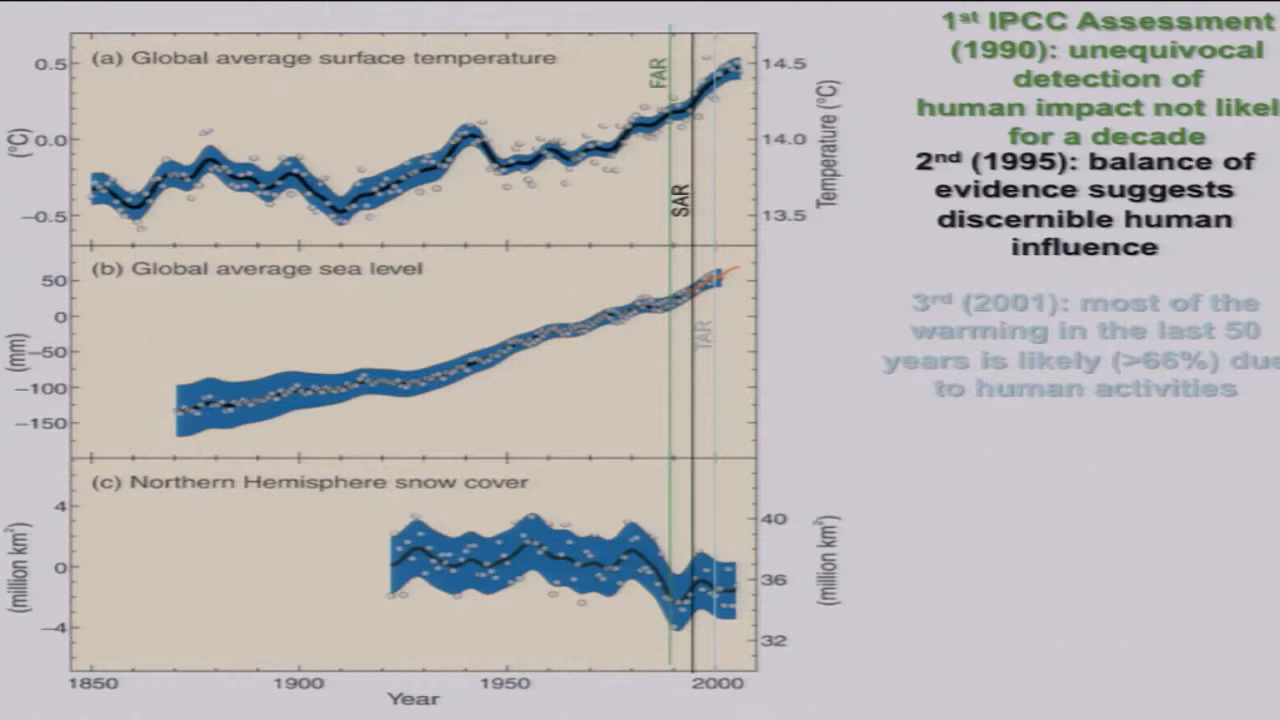 (a) Global average surface temperature
0.5
0.0
−0.5
(°C)
14.5
14.0
13.5
Temperature (°C)
FAR
SAR
(b) Global average sea level
50
0
−50
−100
−150
(mm)
TAR
(c) Northern Hemisphere snow cover
4
0
−4
(million km²)
40
36
32
(million km²)
1850
1900
1950
2000
Year
1st IPCC Assessment
(1990): unequivocal
detection of
human impact not likel
for a decade
2nd (1995): balance of
evidence suggests
discernible human
influence
3rd (2001): most of the
warming in the last 50
years is likely (>66%) due
to human activities